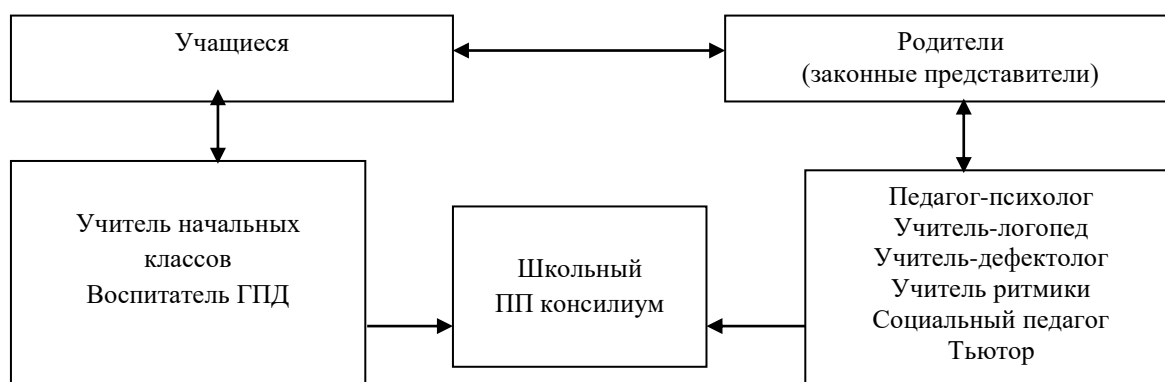 Учащиеся
Родители
(законные представители)
Учитель начальных
классов
Воспитатель ГПД
Школьный
ПП консилиум
Педагог-психолог
Учитель-логопед
Учитель-дефектолог
Учитель ритмики
Социальный педагог
Тьютор